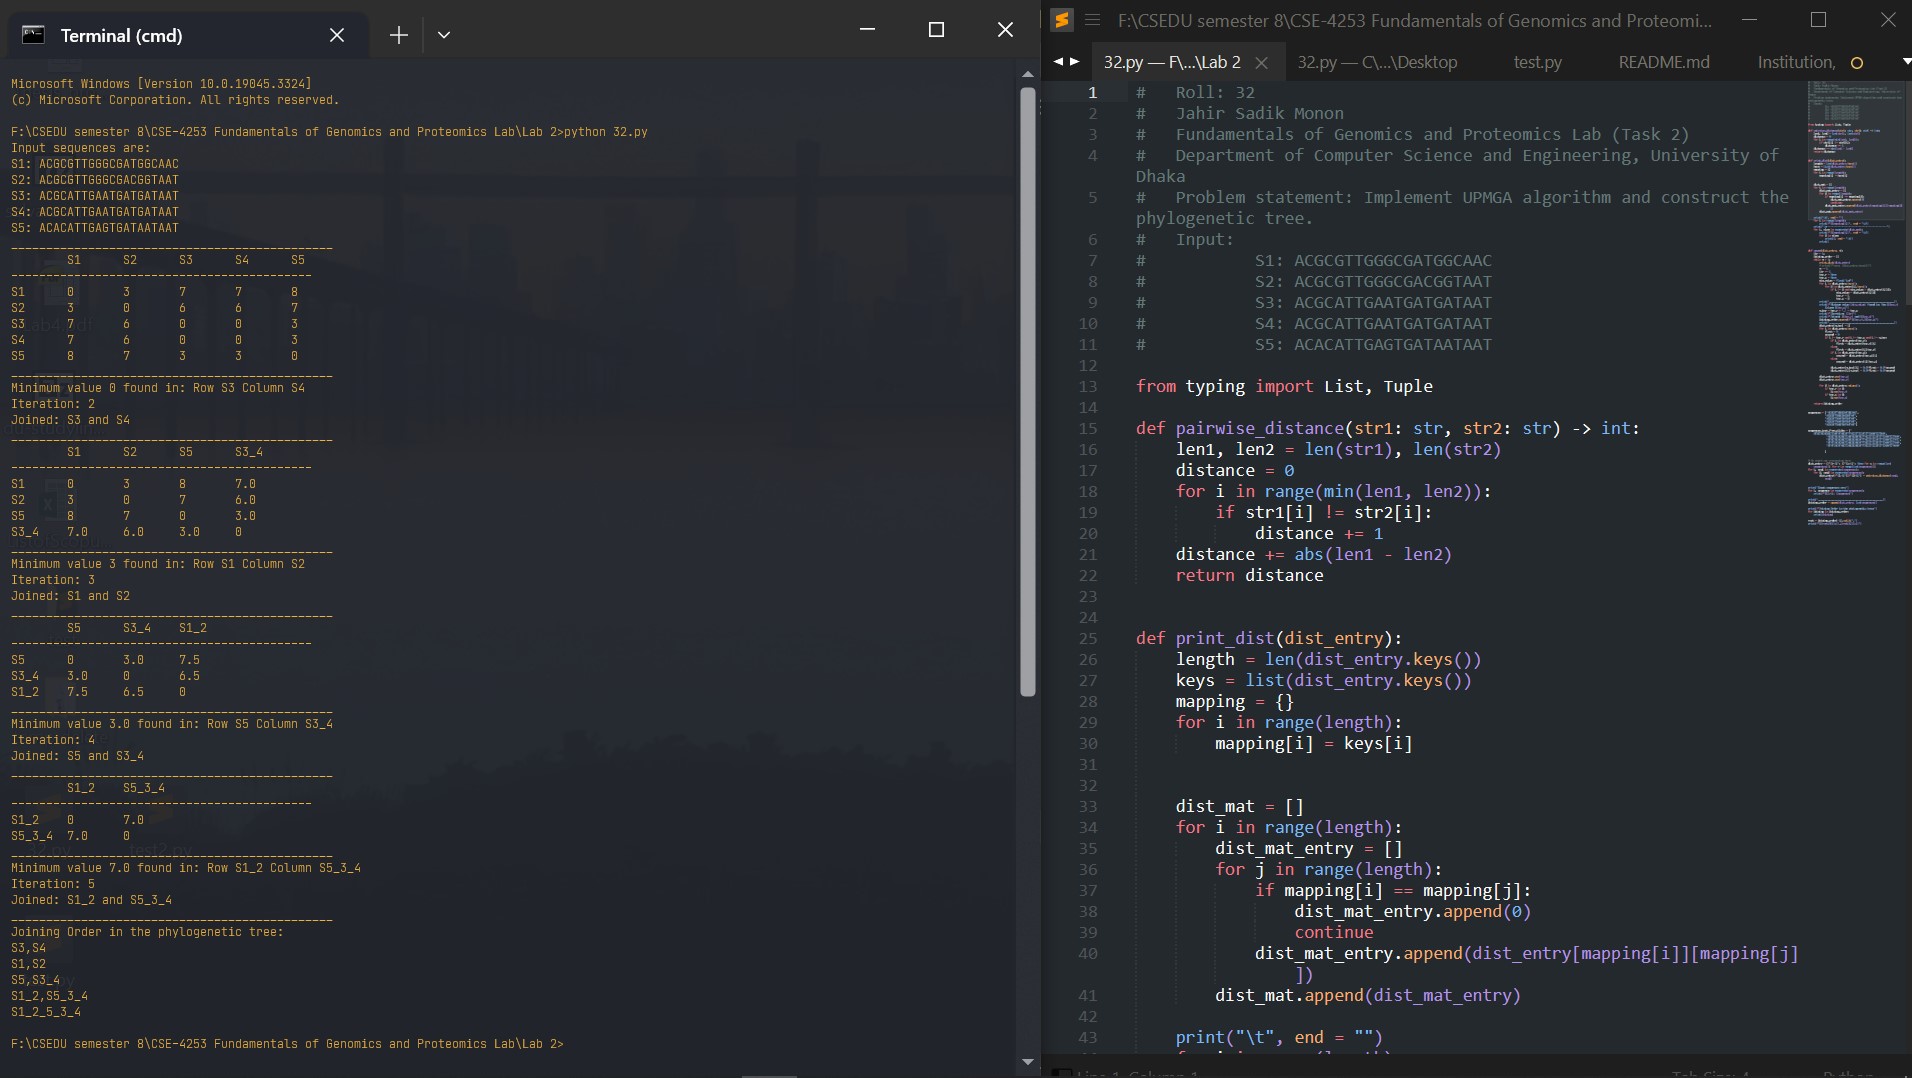 Terminal (cmd)
Microsoft Windows [Version 10.0.19045.3324]
(c) Microsoft Corporation. All rights reserved.
F:\CSEDU semester 8\CSE-4253 Fundamentals of Genomics and Proteomics Lab\Lab 2>python 32.py
Input sequences are:
S1: ACGCGTTGGGCGATGGCAAC
S2: ACGCGTTGGGCGACGGTAAT
S3: ACGCATTGAATGATGATAAT
S4: ACGCATTGAATGATGATAAT
S5: ACACATTGAGTGATAATAAT
_______________________________________________
S1 S2 S3 S4 S5
-------------------------------------------
S1 0 3 7 7 8
S2 3 0 6 6 7
S3 7 6 0 0 3
S4 7 6 0 0 3
S5 8 7 3 3 0
_______________________________________________
Minimum value 0 found in: Row S3 Column S4
Iteration: 2
Joined: S3 and S4
_______________________________________________
S1 S2 S5 S3_4
-------------------------------------------
S1 0 3 8 7.0
S2 3 0 7 6.0
S5 8 7 0 3.0
S3_4 7.0 6.0 3.0 0
_______________________________________________
Minimum value 3 found in: Row S1 Column S2
Iteration: 3
Joined: S1 and S2
_______________________________________________
S5 S3_4 S1_2
-------------------------------------------
S5 0 3.0 7.5
S3_4 3.0 0 6.5
S1_2 7.5 6.5 0
_______________________________________________
Minimum value 3.0 found in: Row S5 Column S3_4
Iteration: 4
Joined: S5 and S3_4
_______________________________________________
S1_2 S5_3_4
-------------------------------------------
S1_2 0 7.0
S5_3_4 7.0 0
_______________________________________________
Minimum value 7.0 found in: Row S1_2 Column S5_3_4
Iteration: 5
Joined: S1_2 and S5_3_4
_______________________________________________
Joining Order in the phylogenetic tree:
S3,S4
S1,S2
S5,S3_4
S1_2,S5_3_4
S1_2_5_3_4
F:\CSEDU semester 8\CSE-4253 Fundamentals of Genomics and Proteomics Lab\Lab 2>
F:\CSEDU semester 8\CSE-4253 Fundamentals of Genomics and Proteomi...
32.py — F\...\Lab 2 32.py — C\...\Desktop test.py README.md Institution,
1 # Roll: 32
2 # Jahir Sadik Monon
3 # Fundamentals of Genomics and Proteomics Lab (Task 2)
4 # Department of Computer Science and Engineering, University of
Dhaka
5 # Problem statement: Implement UPMGA algorithm and construct the
phylogenetic tree.
6 # Input:
7 # S1: ACGCGTTGGGCGATGGCAAC
8 # S2: ACGCGTTGGGCGACGGTAAT
9 # S3: ACGCATTGAATGATGATAAT
10 # S4: ACGCATTGAATGATGATAAT
11 # S5: ACACATTGAGTGATAATAAT
12
13 from typing import List, Tuple
14
15 def pairwise_distance(str1: str, str2: str) -> int:
16 len1, len2 = len(str1), len(str2)
17 distance = 0
18 for i in range(min(len1, len2)):
19 if str1[i] != str2[i]:
20 distance += 1
21 distance += abs(len1 - len2)
22 return distance
23
24
25 def print_dist(dist_entry):
26 length = len(dist_entry.keys())
27 keys = list(dist_entry.keys())
28 mapping = {}
29 for i in range(length):
30 mapping[i] = keys[i]
31
32
33 dist_mat = []
34 for i in range(length):
35 dist_mat_entry = []
36 for j in range(length):
37 if mapping[i] == mapping[j]:
38 dist_mat_entry.append(0)
39 continue
40 dist_mat_entry.append(dist_entry[mapping[i]][mapping[j]
])
41 dist_mat.append(dist_mat_entry)
42
43 print("\t", end = "")